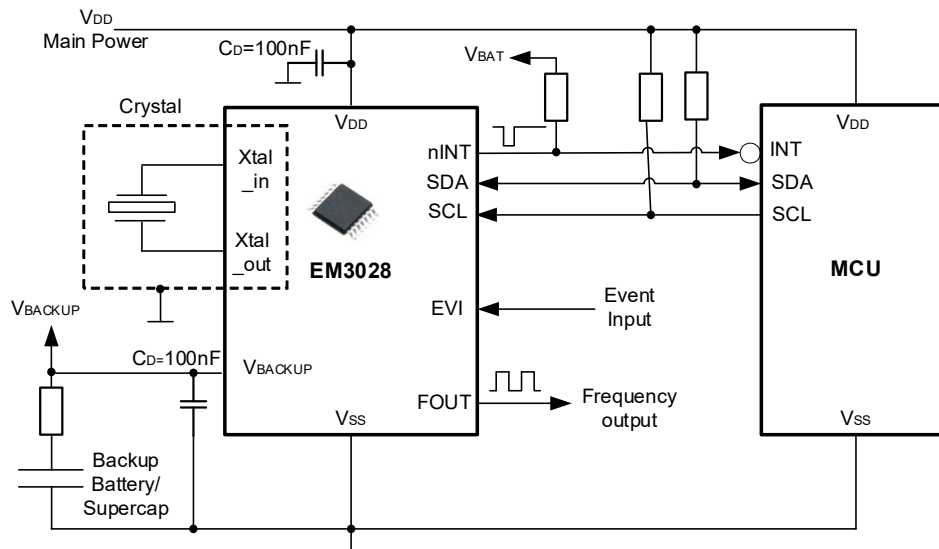 VDD
Main Power
CD=100nF
VBAT
Crystal
VDD
VDD
Xtal
_in
nINT
INT
SDA
SDA
SCL
SCL
Xtal
_out
EM3028
MCU
VBACKUP
EVI
Event
Input
CD=100nF
VBACKUP
FOUT
Frequency
output
VSS
VSS
Backup
Battery/
Supercap